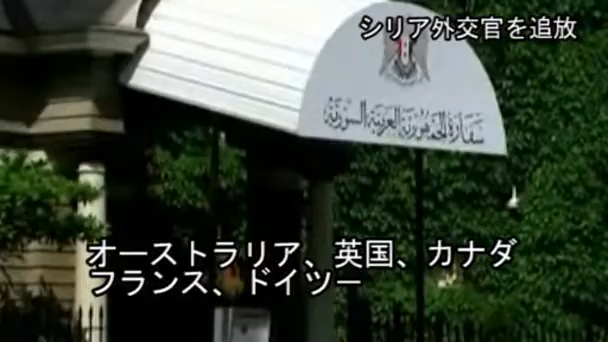 シリア外交官を追放
سفارة الجمهورية العربية السورية
オーストラリア、英国、カナダ
フランス、ドイツー